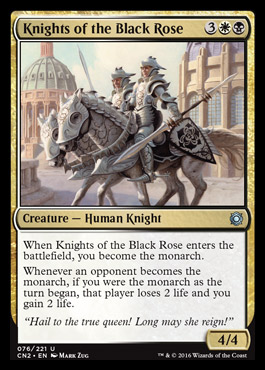 Knights of the Black Rose 3
Creature — Human Knight
When Knights of the Black Rose enters the
battlefield, you become the monarch.
Whenever an opponent becomes the
monarch, if you were the monarch as the
turn began, that player loses 2 life and you
gain 2 life.
“Hail to the true queen! Long may she reign!”
4/4
076/221 U
CN2 • EN MARK ZUG
™ & © 2016 Wizards of the Coast